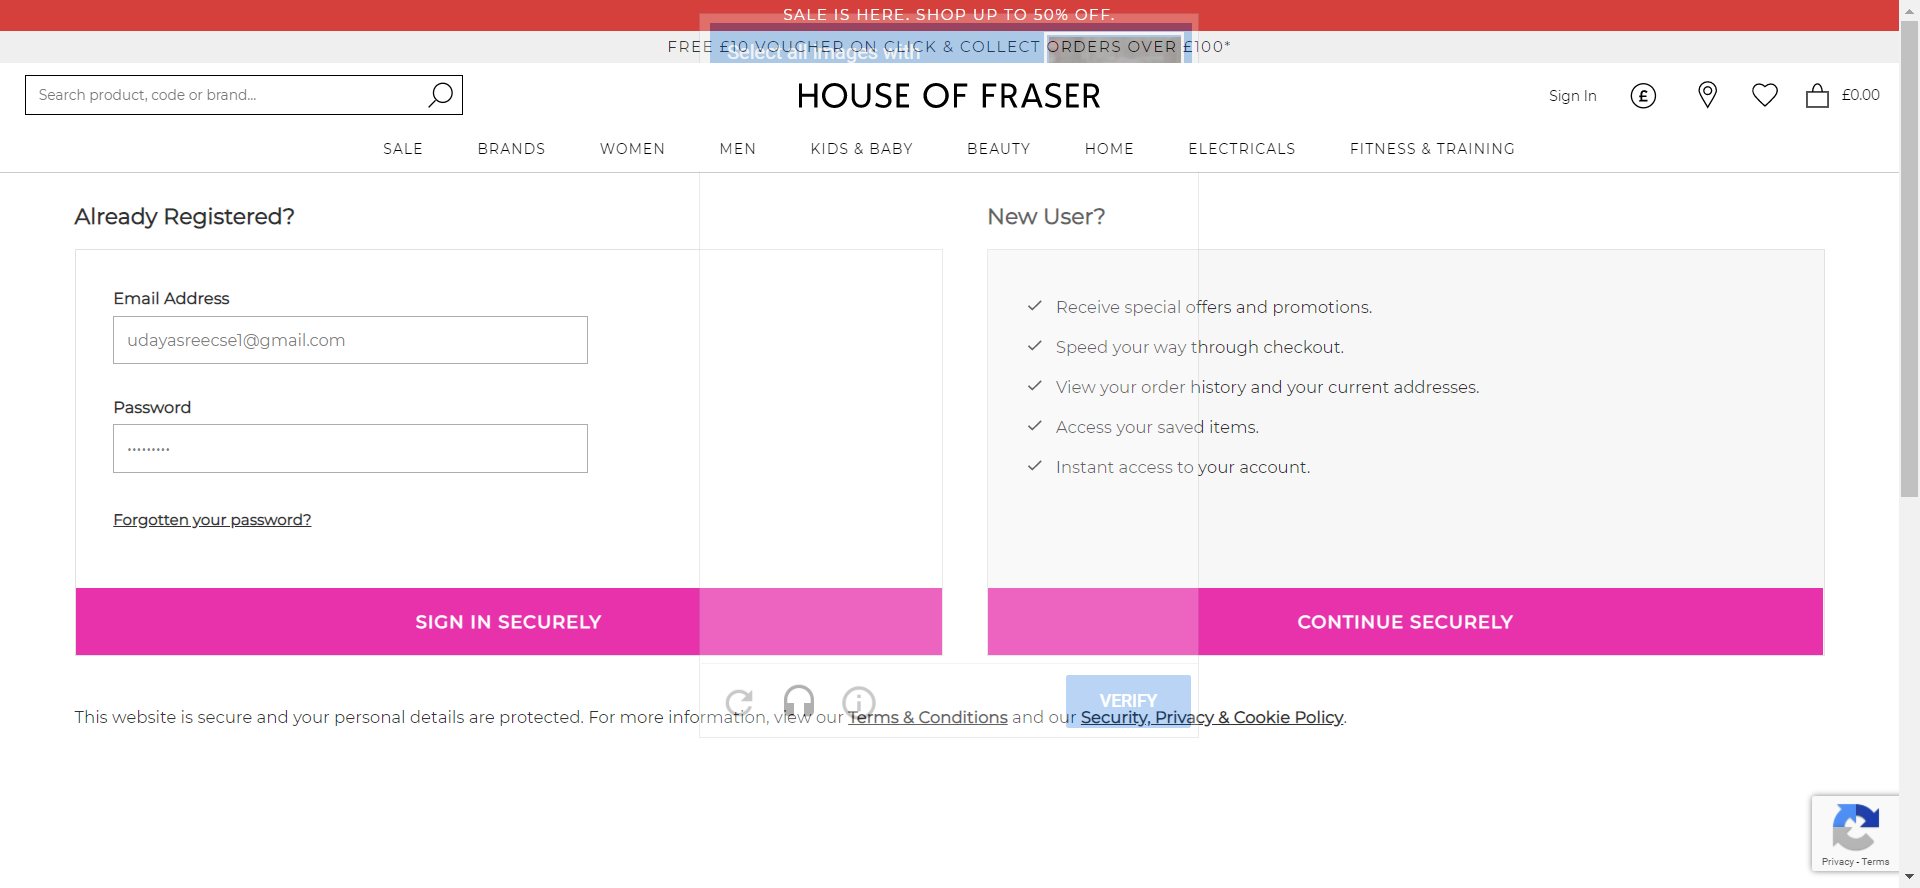 SALE IS HERE. SHOP UP TO 50% OFF.
FREE £10 VOUCHER ON CLICK & COLLECT ORDERS OVER £100*
Select all images with
Search product, code or brand...
HOUSE OF FRASER
Sign In
£
£0.00
SALE
BRANDS
WOMEN
MEN
KIDS & BABY
BEAUTY
HOME
ELECTRICALS
FITNESS & TRAINING
Already Registered?
Email Address
udayasreecse1@gmail.com
Password
Forgotten your password?
SIGN IN SECURELY
New User?
Receive special offers and promotions.
Speed your way through checkout.
View your order history and your current addresses.
Access your saved items.
Instant access to your account.
CONTINUE SECURELY
VERIFY
This website is secure and your personal details are protected. For more information, view our Terms & Conditions and our Security, Privacy & Cookie Policy.
Privacy - Terms